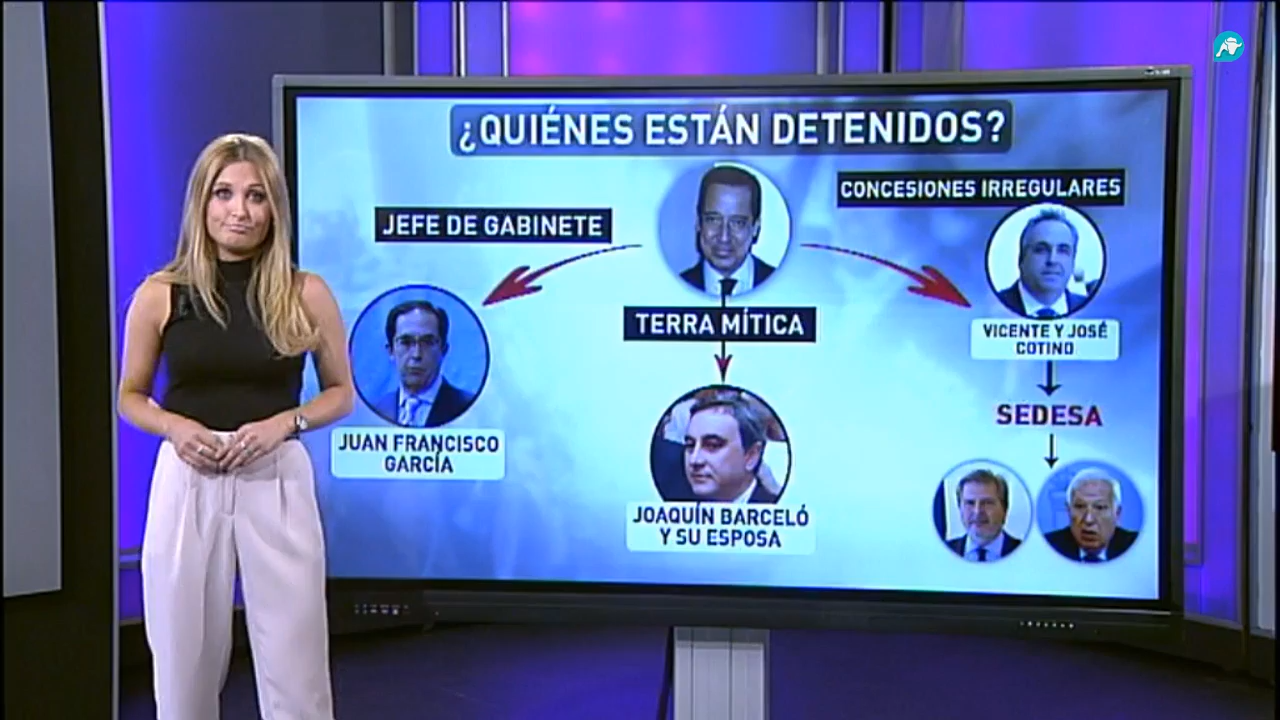 ¿QUIÉNES ESTÁN DETENIDOS?
JEFE DE GABINETE
CONCESIONES IRREGULARES
JUAN FRANCISCO
GARCÍA
TERRA MÍTICA
JOAQUÍN BARCELÓ
Y SU ESPOSA
VICENTE Y JOSÉ
COTINO
SEDESA